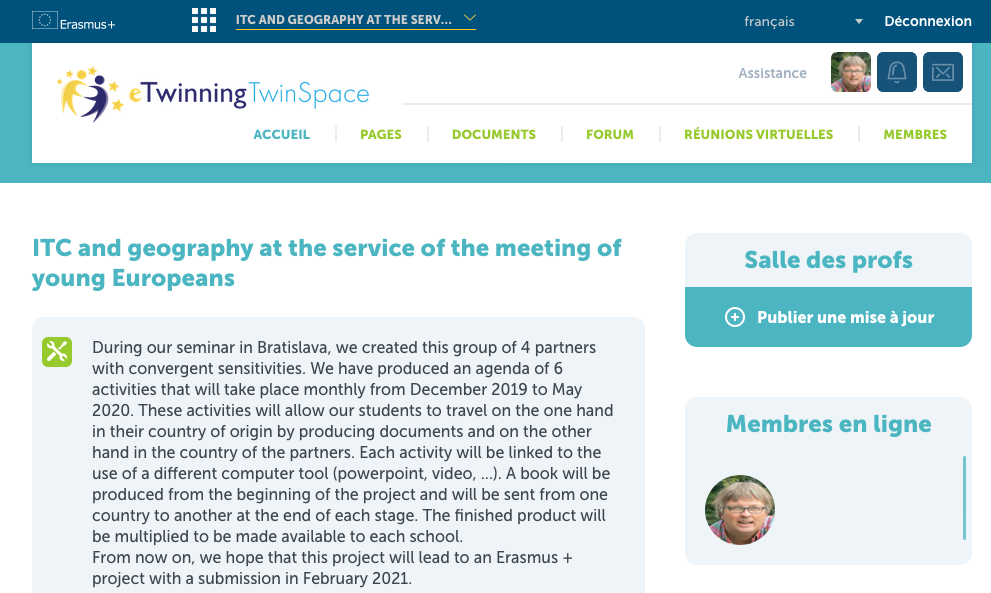 Erasmus+
ITC AND GEOGRAPHY AT THE SERV...
français
Déconnexion
eTwinningTwinSpace
Assistance
ACCUEIL
PAGES
DOCUMENTS
FORUM
RÉUNIONS VIRTUELLES
MEMBRES
ITC and geography at the service of the meeting of
young Europeans
During our seminar in Bratislava, we created this group of 4 partners
with convergent sensitivities. We have produced an agenda of 6
activities that will take place monthly from December 2019 to May
2020. These activities will allow our students to travel on the one hand
in their country of origin by producing documents and on the other
hand in the country of the partners. Each activity will be linked to the
use of a different computer tool (powerpoint, video, ...). A book will be
produced from the beginning of the project and will be sent from one
country to another at the end of each stage. The finished product will
be multiplied to be made available to each school.
From now on, we hope that this project will lead to an Erasmus +
project with a submission in February 2021.
Salle des profs
Publier une mise à jour
Membres en ligne